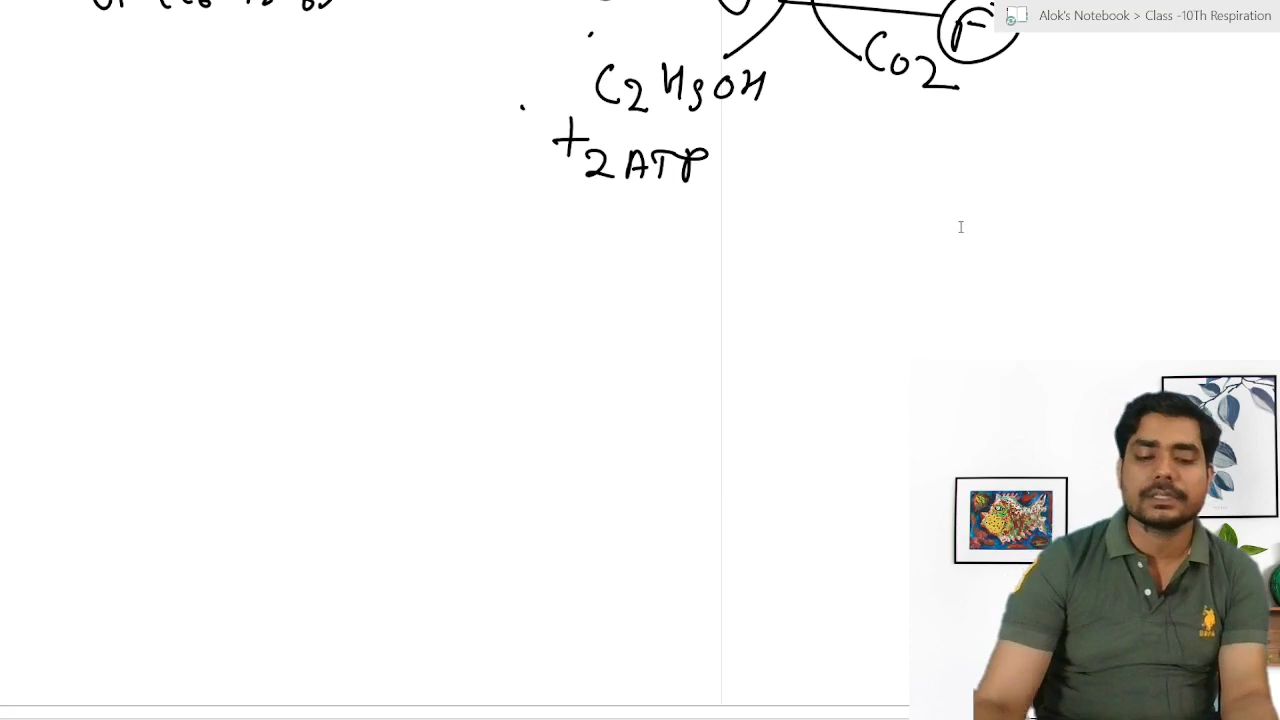 Alok's Notebook > Class -10Th Respiration
F
CO2
C2H5OH
+
2 ATP